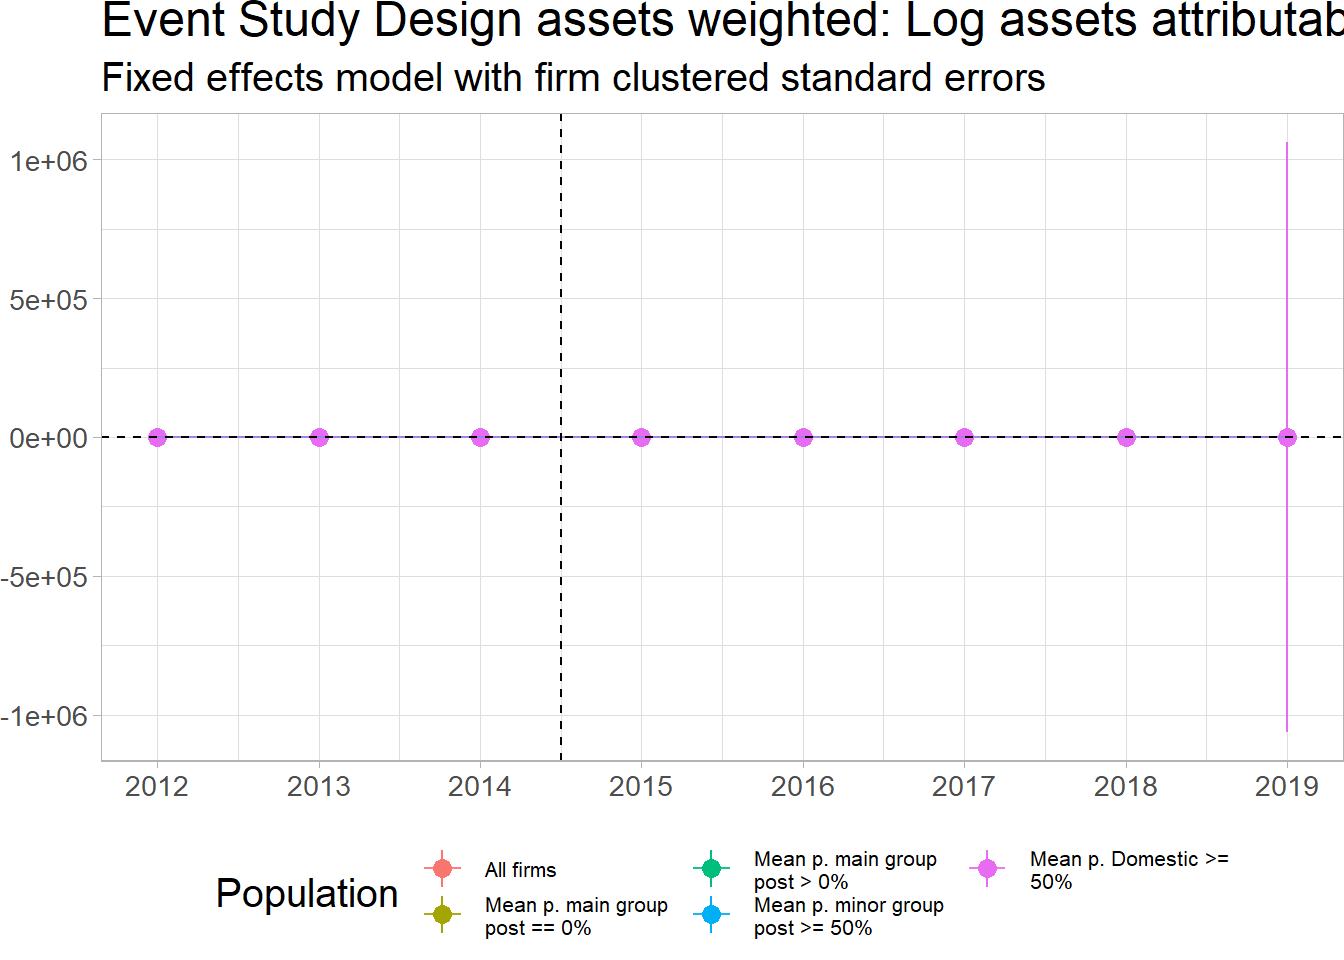 Event Study Design assets weighted: Log assets attributab
Fixed effects model with firm clustered standard errors
1e+06
5e+05
0e+00
-5e+05
-1e+06
2012 2013 2014 2015 2016 2017 2018 2019
Population
All firms
Mean p. main group
post == 0%
Mean p. main group
post > 0%
Mean p. minor group
post >= 50%
Mean p. Domestic >=
50%